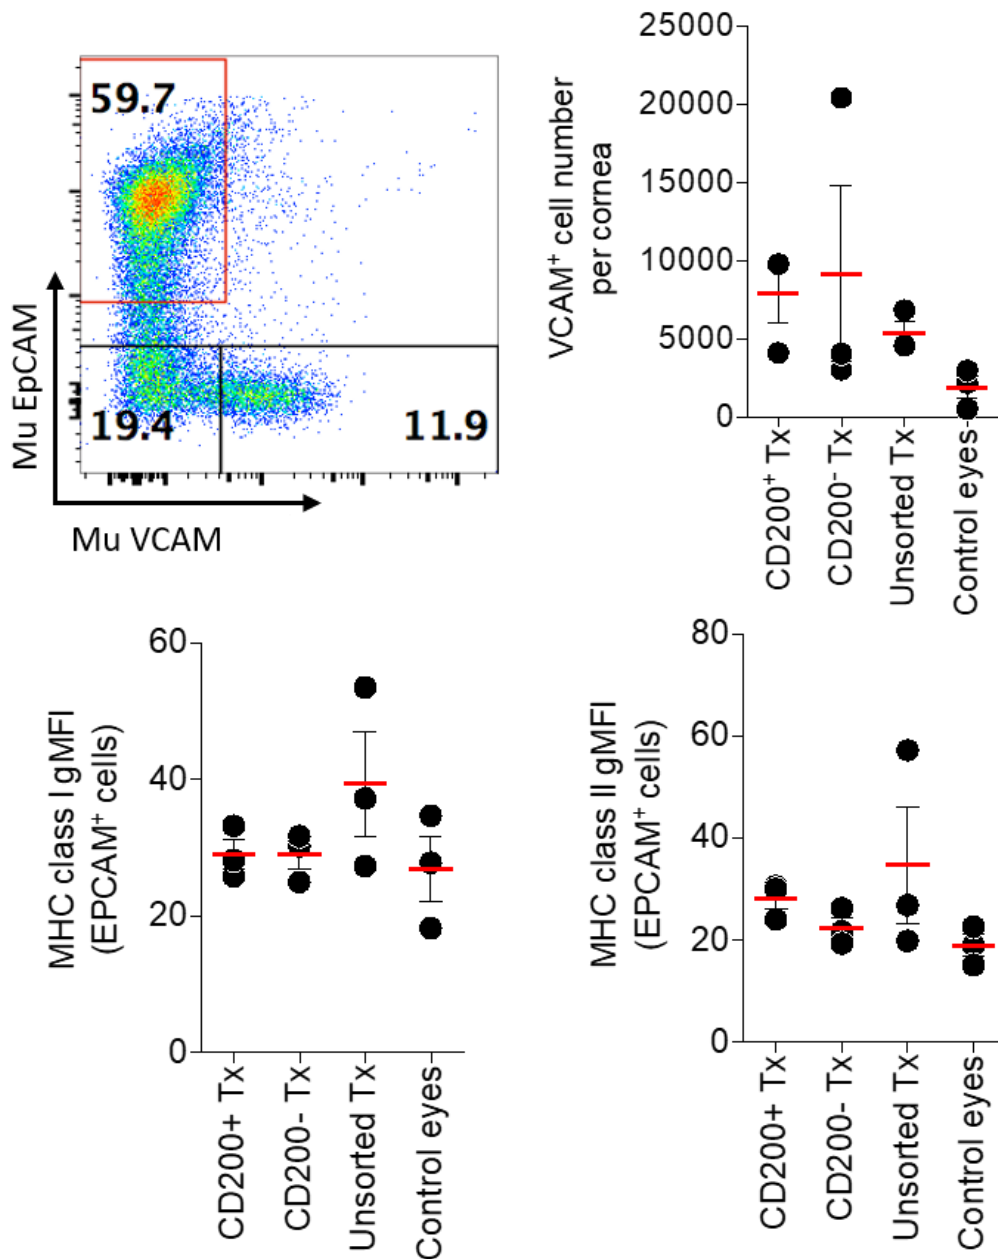 59.7
19.4
11.9
Mu EpCAM
Mu VCAM
VCAM⁺ cell number
per cornea
25000
20000
15000
10000
5000
0
CD200⁺ Tx
CD200⁻ Tx
Unsorted Tx
Control eyes
MHC class I gMFI
(EPCAM⁺ cells)
60
40
20
0
CD200+ Tx
CD200- Tx
Unsorted Tx
Control eyes
MHC class II gMFI
(EPCAM⁺ cells)
80
60
40
20
0
CD200+ Tx
CD200- Tx
Unsorted Tx
Control eyes